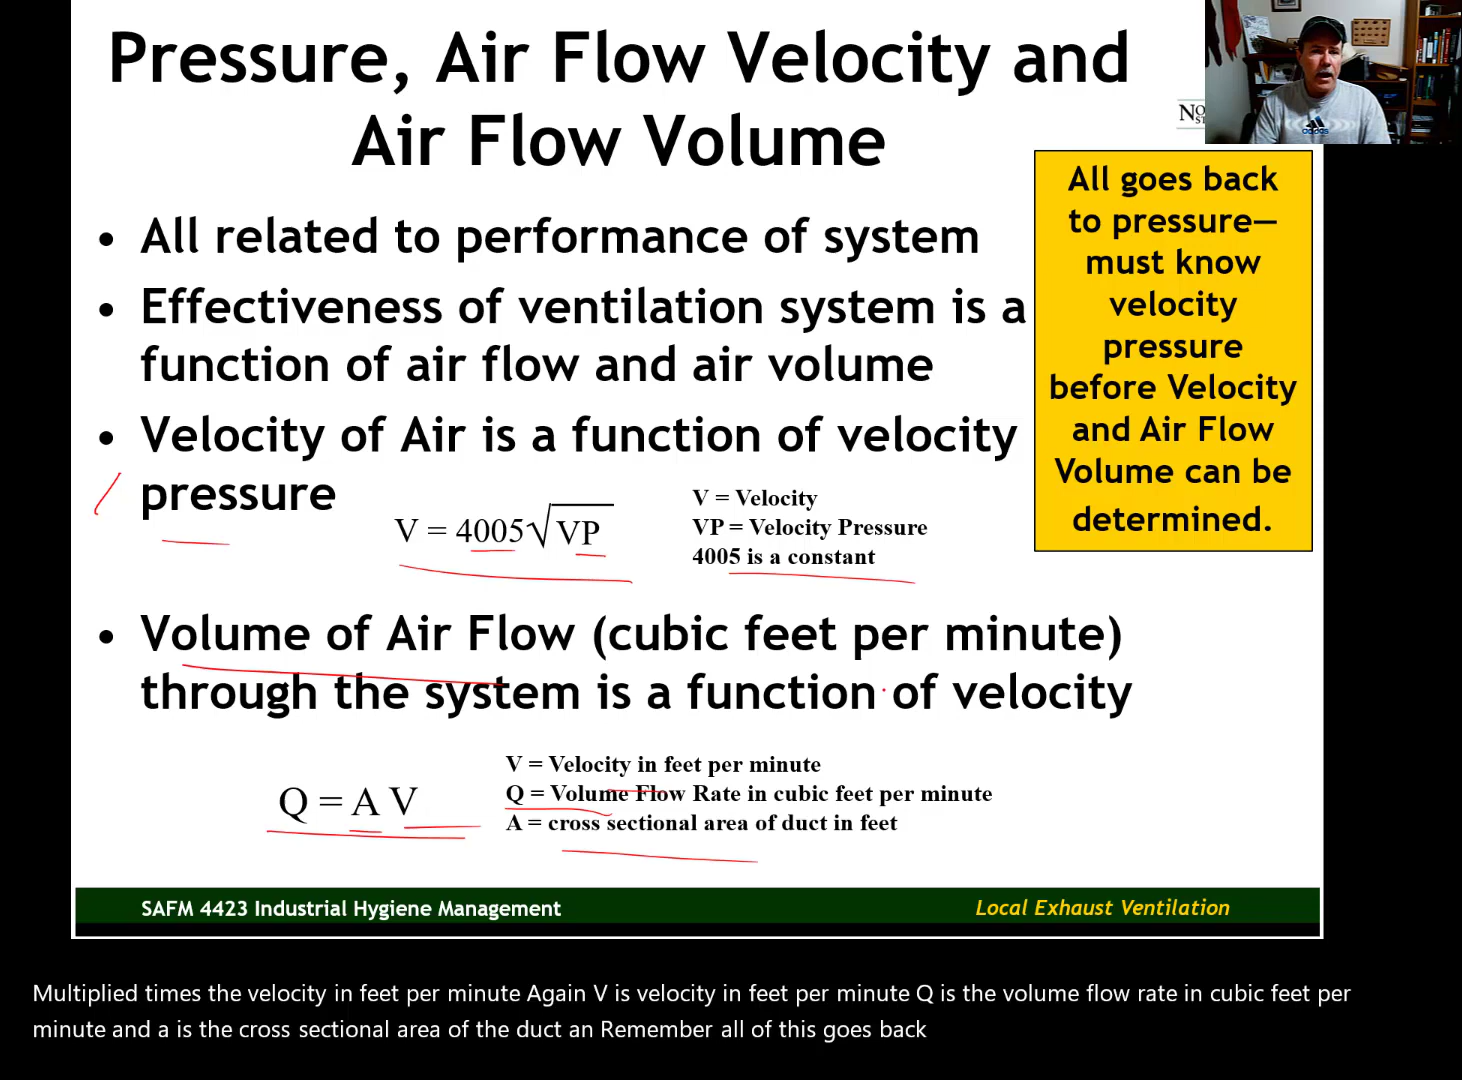 Pressure, Air Flow Velocity and
Air Flow Volume
• All related to performance of system
• Effectiveness of ventilation system is a
function of air flow and air volume
• Velocity of Air is a function of velocity
pressure
V = 4005√VP
V = Velocity
VP = Velocity Pressure
4005 is a constant
All goes back
to pressure—
must know
velocity
pressure
before Velocity
and Air Flow
Volume can be
determined.
• Volume of Air Flow (cubic feet per minute)
through the system is a function of velocity
Q = A V
V = Velocity in feet per minute
Q = Volume Flow Rate in cubic feet per minute
A = cross sectional area of duct in feet
SAFM 4423 Industrial Hygiene Management
Local Exhaust Ventilation
adidas
Multiplied times the velocity in feet per minute Again V is velocity in feet per minute Q is the volume flow rate in cubic feet per
minute and a is the cross sectional area of the duct an Remember all of this goes back